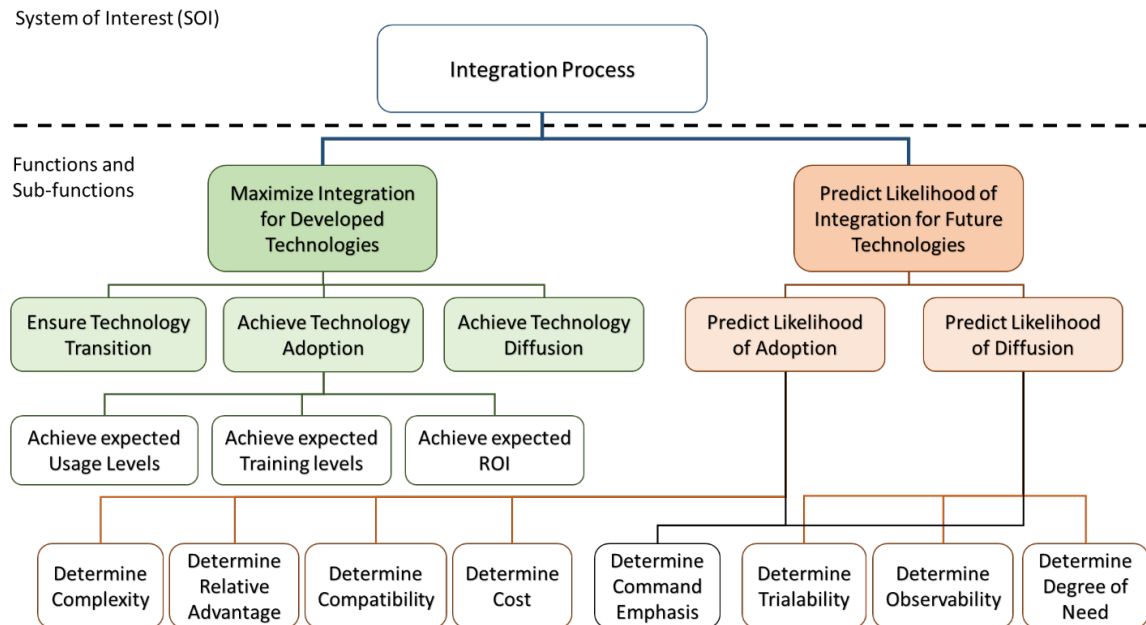 System of Interest (SOI)
Integration Process
Functions and
Sub-functions
Maximize Integration
for Developed
Technologies
Predict Likelihood of
Integration for Future
Technologies
Ensure Technology
Transition
Achieve Technology
Adoption
Achieve Technology
Diffusion
Predict Likelihood
of Adoption
Predict Likelihood
of Diffusion
Achieve expected
Usage Levels
Achieve expected
Training levels
Achieve expected
ROI
Determine
Complexity
Determine
Relative
Advantage
Determine
Compatibility
Determine
Cost
Determine
Command
Emphasis
Determine
Trialability
Determine
Observability
Determine
Degree of
Need